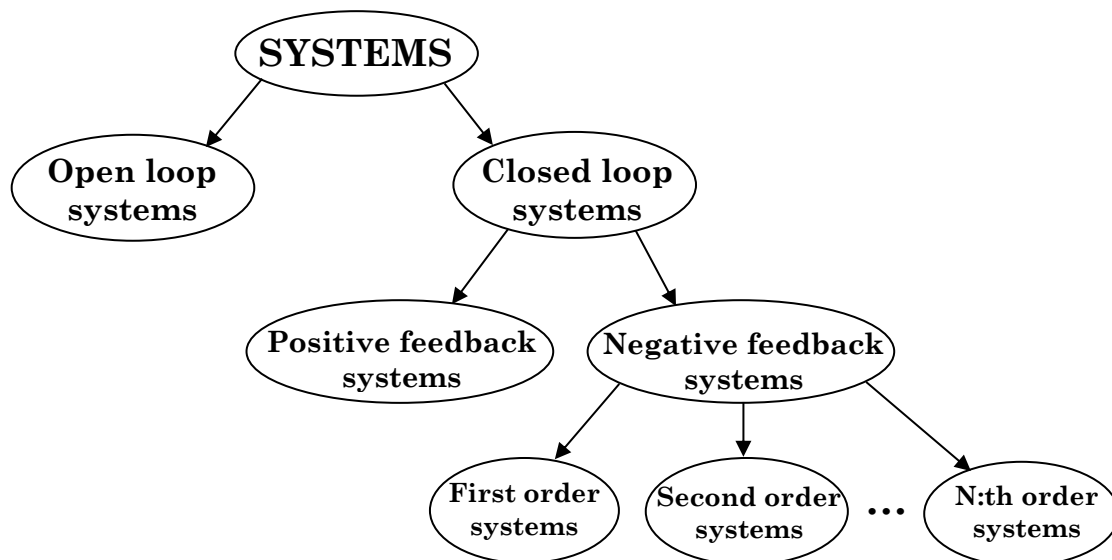 SYSTEMS
Open loop
systems
Closed loop
systems
Positive feedback
systems
Negative feedback
systems
First order
systems
Second order
systems
...
N:th order
systems